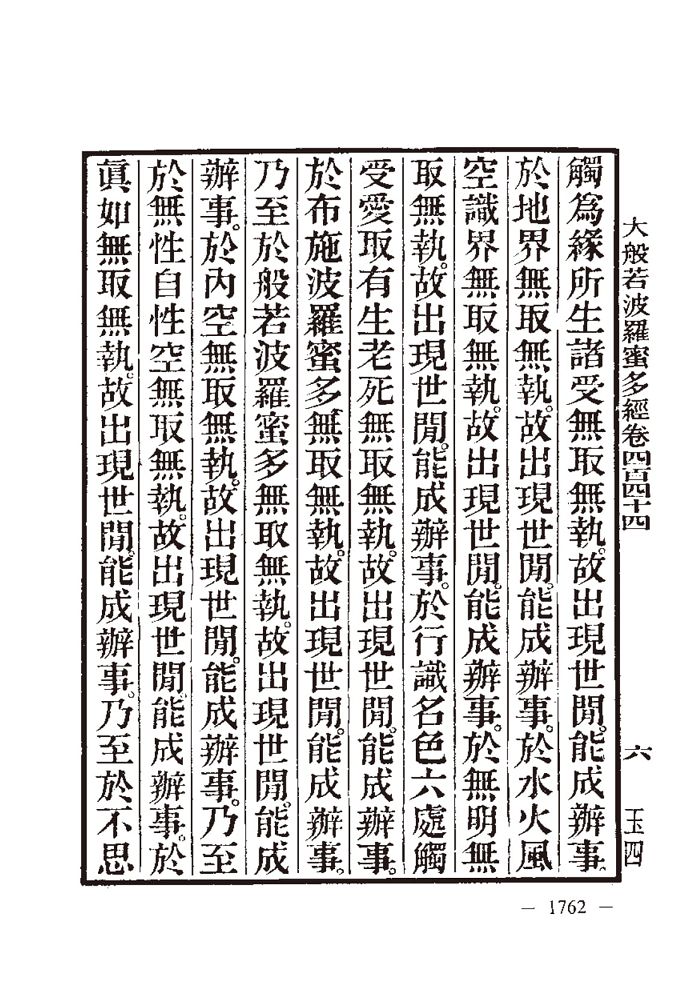 大般若波羅蜜多經卷四百四十四 六 玉四
觸爲緣所生諸受無取無執。故出現世閒。能成辦事。
於地界無取無執。故出現世閒。能成辦事。於水火風
空識界無取無執。故出現世閒。能成辦事。於無明無
取無執。故出現世閒。能成辦事。於行識名色六處觸
受愛取有生老死無取無執。故出現世閒。能成辦事。
於布施波羅蜜多無取無執。故出現世閒。能成辦事。
乃至於般若波羅蜜多無取無執。故出現世閒。能成
辦事。於內空無取無執。故出現世閒。能成辦事。乃至
於無性自性空無取無執。故出現世閒。能成辦事。於
眞如無取無執。故出現世閒。能成辦事。乃至於不思
— 1762 —